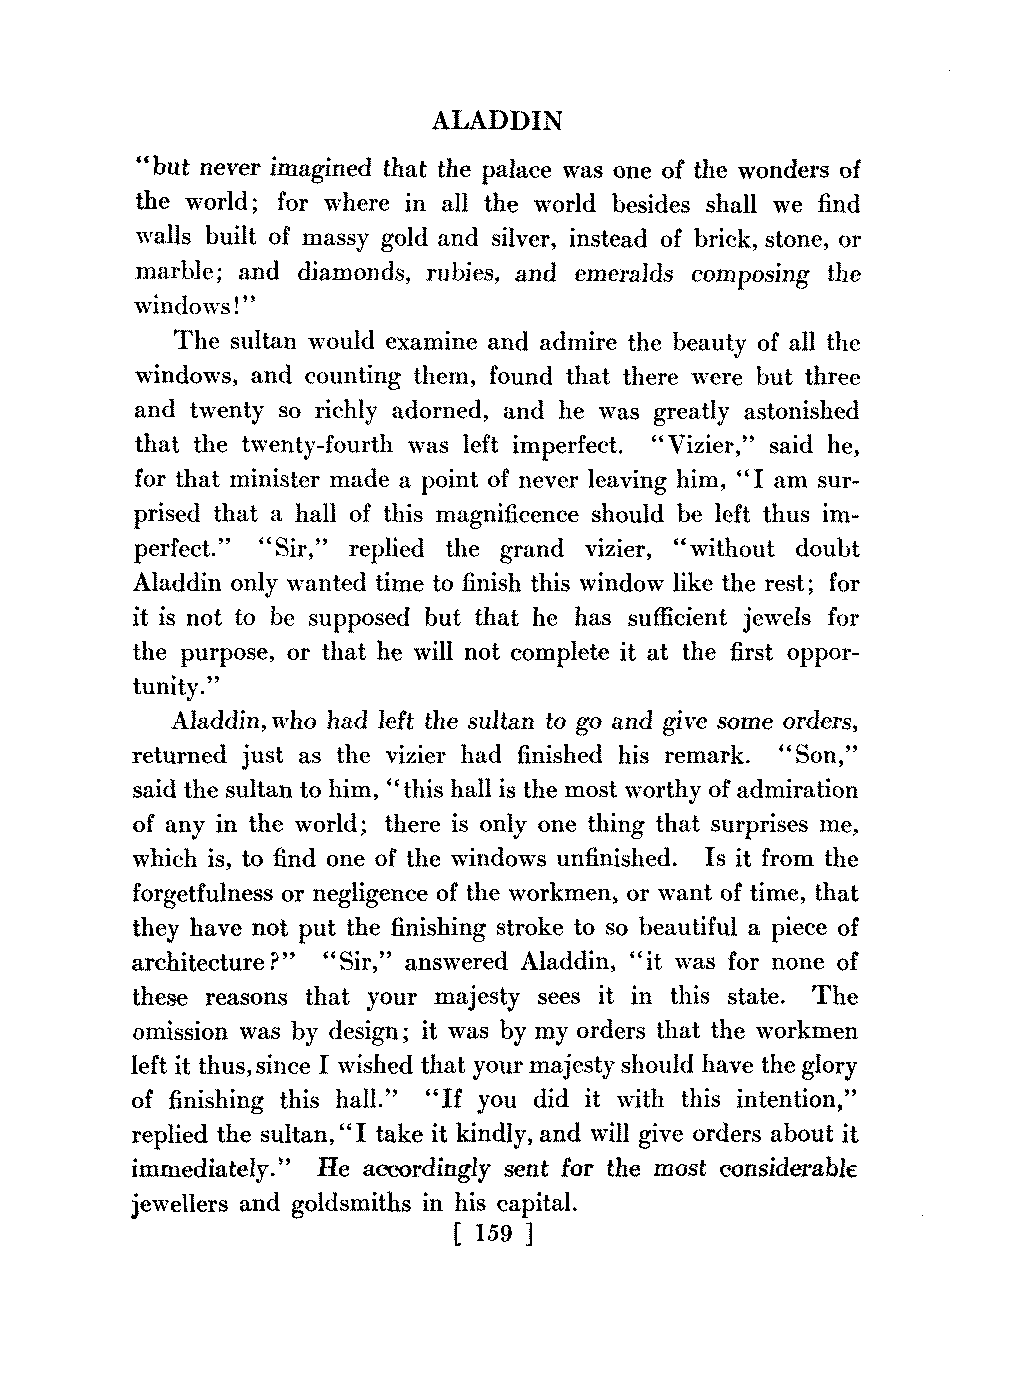 ALADDIN
“but never imagined that the palace was one of the wonders of
the world; for where in all the world besides shall we find
walls built of massy gold and silver, instead of brick, stone, or
marble; and diamonds, rubies, and emeralds composing the
windows!”
The sultan would examine and admire the beauty of all the
windows, and counting them, found that there were but three
and twenty so richly adorned, and he was greatly astonished
that the twenty-fourth was left imperfect. “Vizier,” said he,
for that minister made a point of never leaving him, “I am sur-
prised that a hall of this magnificence should be left thus im-
perfect.” “Sir,” replied the grand vizier, “without doubt
Aladdin only wanted time to finish this window like the rest; for
it is not to be supposed but that he has sufficient jewels for
the purpose, or that he will not complete it at the first oppor-
tunity.”
Aladdin, who had left the sultan to go and give some orders,
returned just as the vizier had finished his remark. “Son,”
said the sultan to him, “this hall is the most worthy of admiration
of any in the world; there is only one thing that surprises me,
which is, to find one of the windows unfinished. Is it from the
forgetfulness or negligence of the workmen, or want of time, that
they have not put the finishing stroke to so beautiful a piece of
architecture?” “Sir,” answered Aladdin, “it was for none of
these reasons that your majesty sees it in this state. The
omission was by design; it was by my orders that the workmen
left it thus, since I wished that your majesty should have the glory
of finishing this hall.” “If you did it with this intention,”
replied the sultan, “I take it kindly, and will give orders about it
immediately.” He accordingly sent for the most considerable
jewellers and goldsmiths in his capital.
[ 159 ]